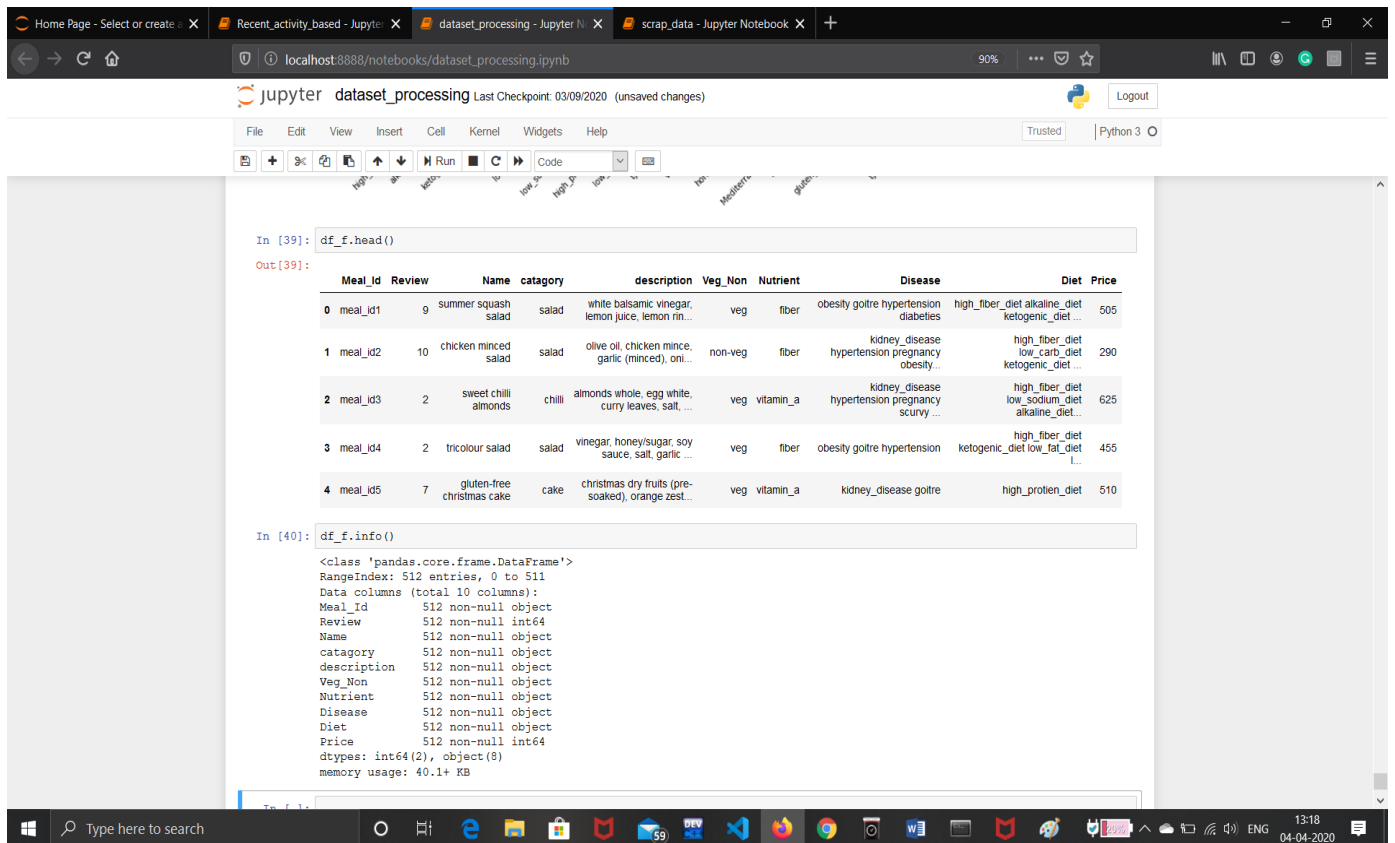 Home Page - Select or create a
Recent_activity_based - Jupyter
dataset_processing - Jupyter N
scrap_data - Jupyter Notebook
localhost:8888/notebooks/dataset_processing.ipynb
90%
jupyter dataset_processing Last Checkpoint: 03/09/2020 (unsaved changes)
Logout
File Edit View Insert Cell Kernel Widgets Help
Trusted
Python 3
Run
Code
In [39]: df_f.head()
Out[39]:
Meal_Id Review Name catagory description Veg_Non Nutrient Disease Diet Price
0 meal_id1 9 summer squash salad salad white balsamic vinegar, lemon juice, lemon rin... veg fiber obesity goitre hypertension diabeties high_fiber_diet alkaline_diet ketogenic_diet ... 505
1 meal_id2 10 chicken minced salad salad olive oil, chicken mince, garlic (minced), oni... non-veg fiber kidney_disease hypertension pregnancy obesity... high_fiber_diet low_carb_diet ketogenic_diet ... 290
2 meal_id3 2 sweet chilli almonds chilli almonds whole, egg white, curry leaves, salt, ... veg vitamin_a kidney_disease hypertension pregnancy scurvy ... high_fiber_diet low_sodium_diet alkaline_diet... 625
3 meal_id4 2 tricolour salad salad vinegar, honey/sugar, soy sauce, salt, garlic ... veg fiber obesity goitre hypertension high_fiber_diet ketogenic_diet low_fat_diet l... 455
4 meal_id5 7 gluten-free christmas cake cake christmas dry fruits (pre-soaked), orange zest... veg vitamin_a kidney_disease goitre high_protien_diet 510
In [40]: df_f.info()
<class 'pandas.core.frame.DataFrame'>
RangeIndex: 512 entries, 0 to 511
Data columns (total 10 columns):
Meal_Id 512 non-null object
Review 512 non-null int64
Name 512 non-null object
catagory 512 non-null object
description 512 non-null object
Veg_Non 512 non-null object
Nutrient 512 non-null object
Disease 512 non-null object
Diet 512 non-null object
Price 512 non-null int64
dtypes: int64(2), object(8)
memory usage: 40.1+ KB
In [ ]:
Type here to search
59
DEV
ENG
13:18
04-04-2020